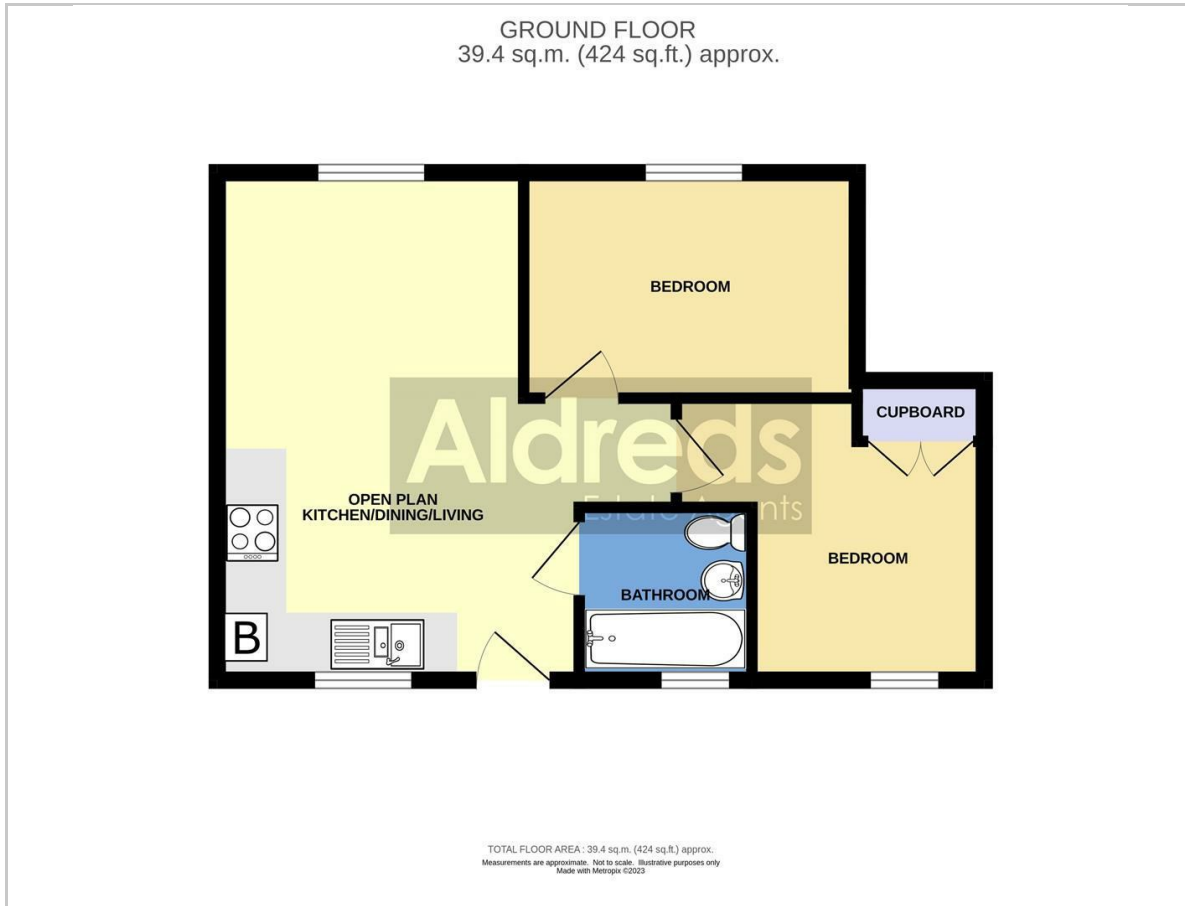 GROUND FLOOR
39.4 sq.m. (424 sq.ft.) approx.
BEDROOM
CUPBOARD
Aldreds
Estate Agents
OPEN PLAN
KITCHEN/DINING/LIVING
BEDROOM
BATHROOM
B
TOTAL FLOOR AREA : 39.4 sq.m. (424 sq.ft.) approx.
Measurements are approximate. Not to scale. Illustrative purposes only
Made with Metropix ©2023